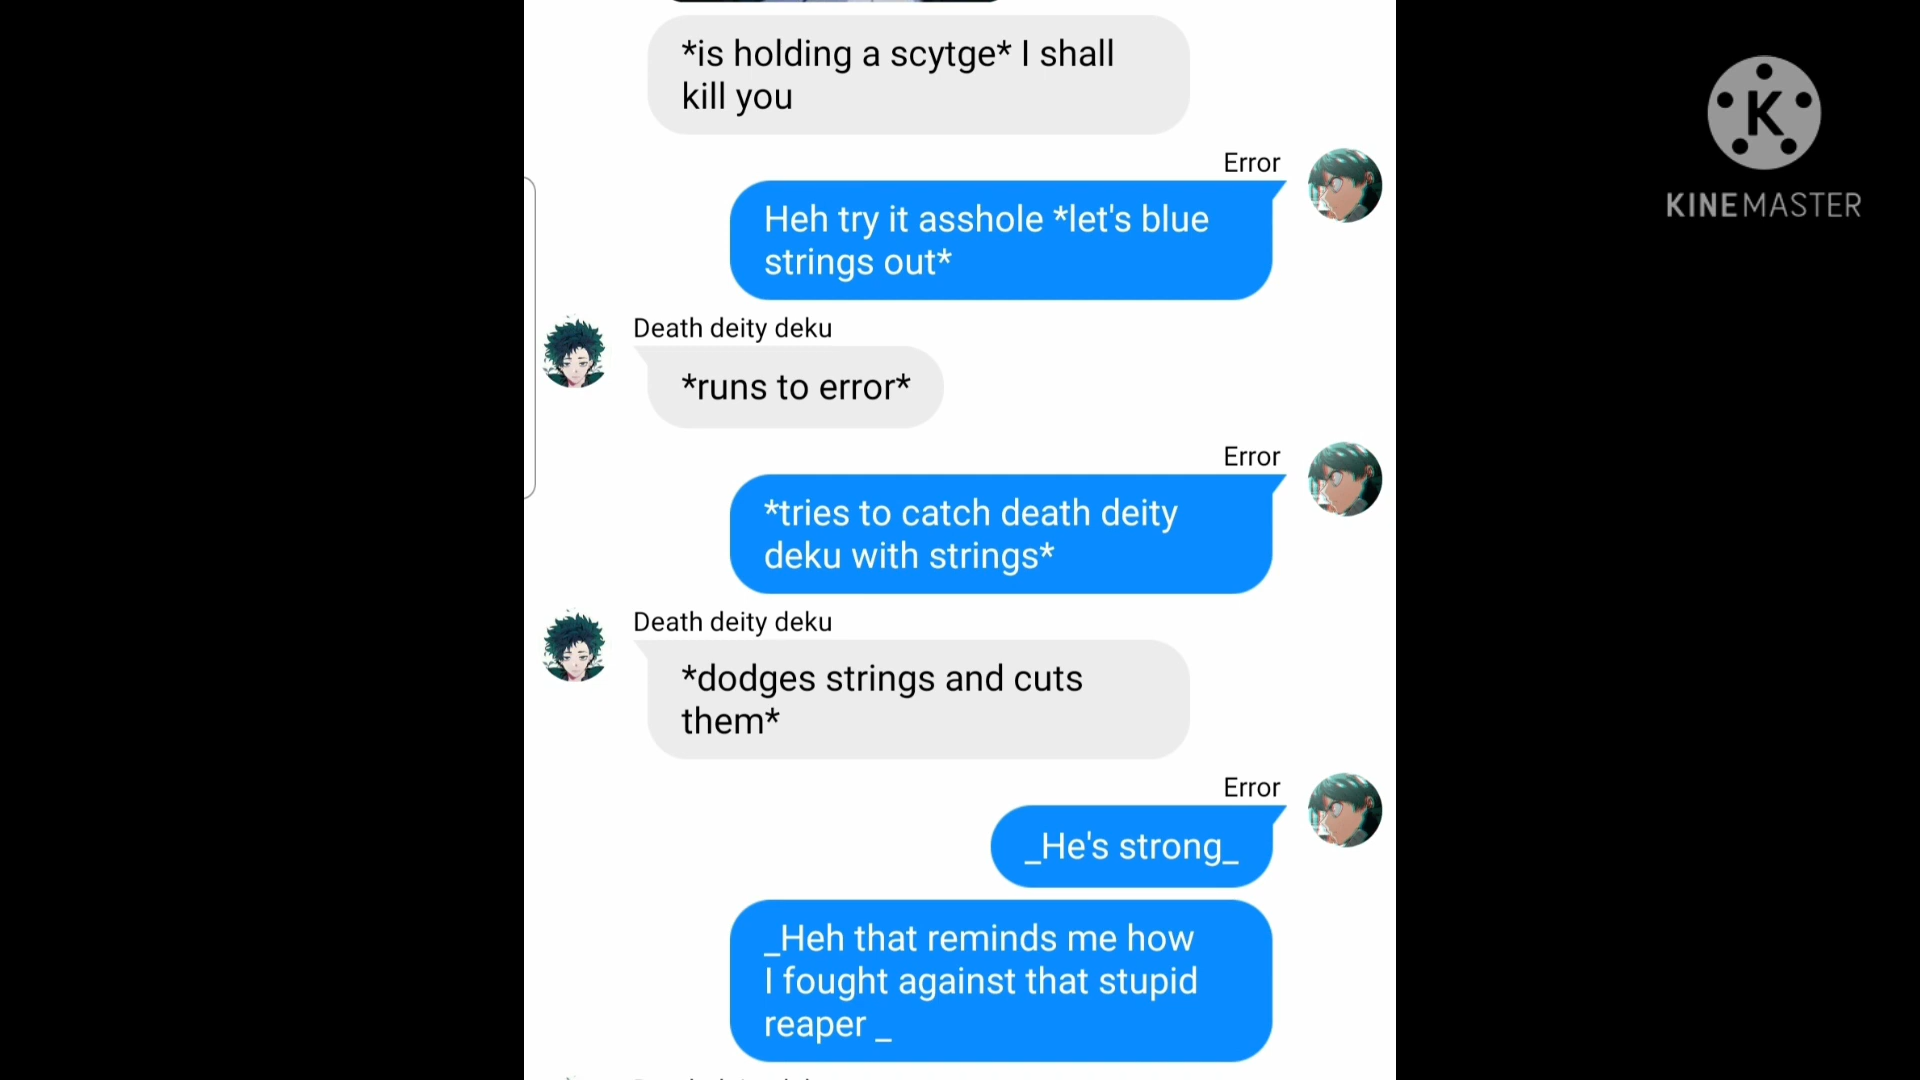 *is holding a scytge* I shall
kill you
Error
Heh try it asshole *let's blue
strings out*
Death deity deku
*runs to error*
Error
*tries to catch death deity
deku with strings*
Death deity deku
*dodges strings and cuts
them*
Error
_He's strong_
_Heh that reminds me how
I fought against that stupid
reaper _
K
KINEMASTER